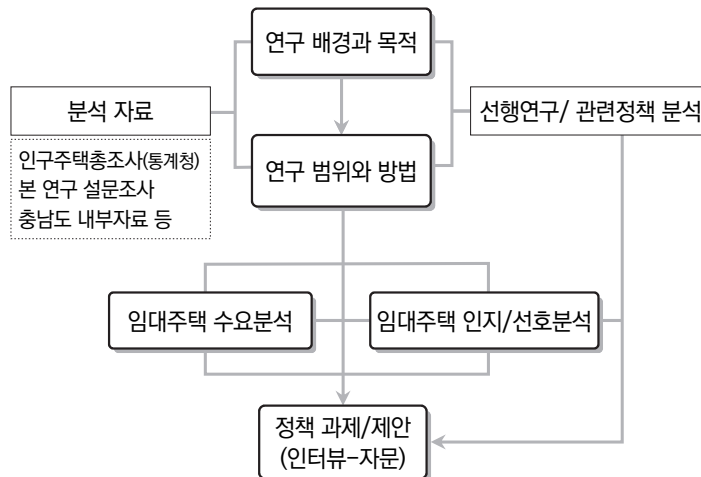 연구 배경과 목적
분석 자료
선행연구/ 관련정책 분석
인구주택총조사(통계청)
본 연구 설문조사
충남도 내부자료 등
연구 범위와 방법
임대주택 수요분석
임대주택 인지/선호분석
정책 과제/제안
(인터뷰-자문)